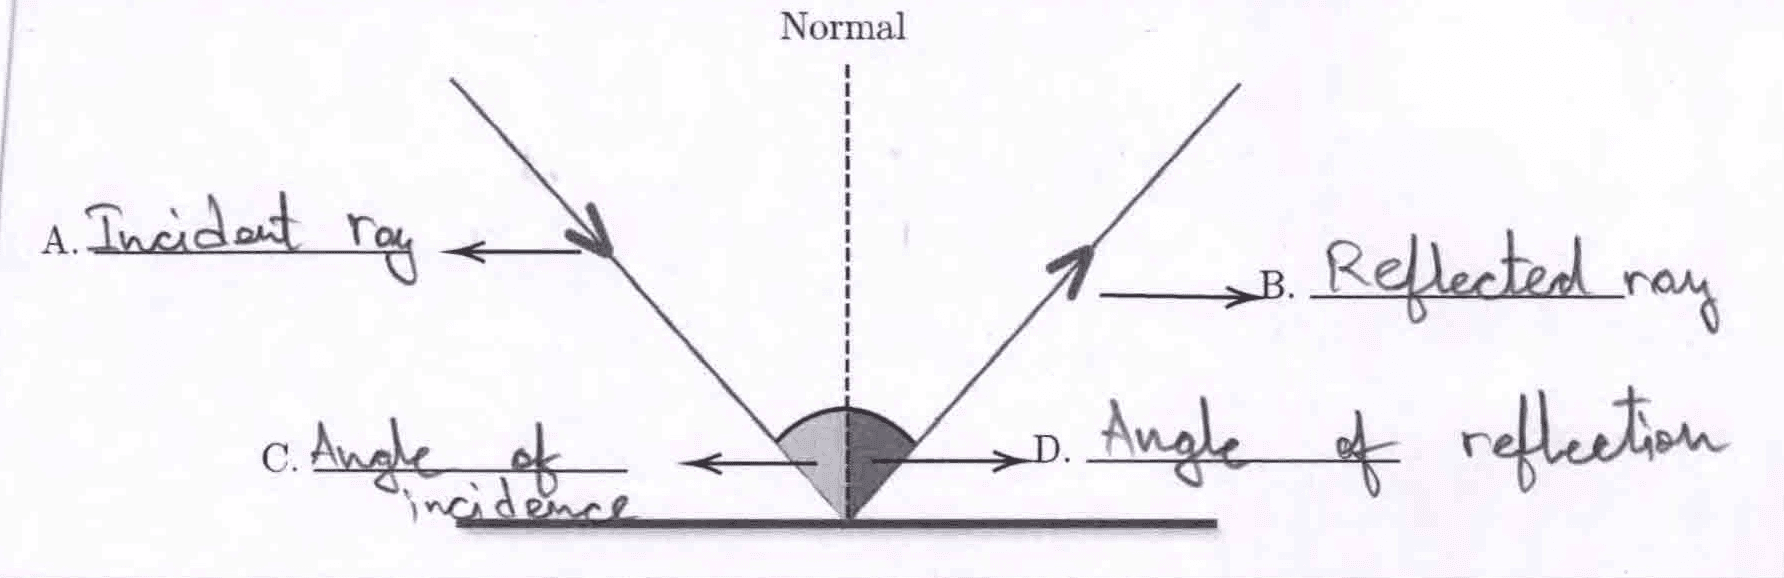 Normal
A. Incident ray
B. Reflected ray
C. Angle of
incidence
D. Angle of reflection